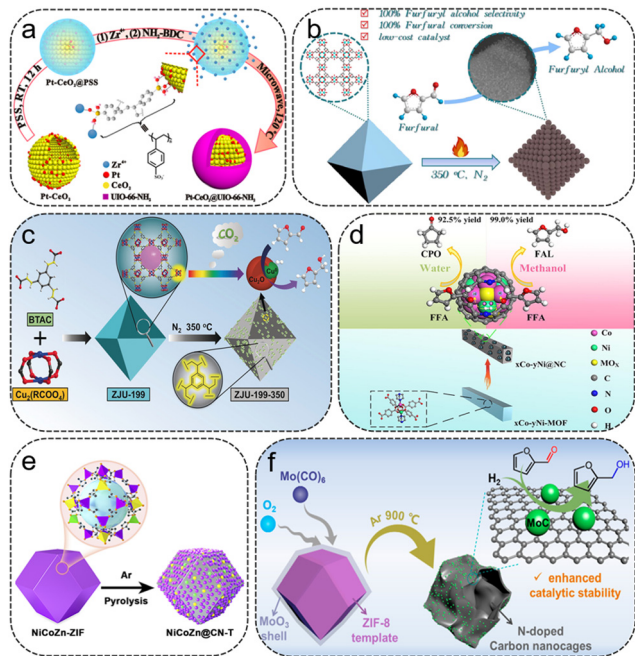 a
(1) Zr⁴⁺, (2) NH₂-BDC
Pt-CeO₂@PSS
PSS, RT, 12 h
Microwave, 120°C
Zr⁴⁺
Pt
CeO₂
UIO-66-NH₂
Pt-CeO₂
Pt-CeO₂@UIO-66-NH₂
b
100% Furfuryl alcohol selectivity
100% Furfural conversion
low-cost catalyst
Furfuryl Alcohol
Furfural
350 °C, N₂
c
CO₂
Cu₂O
Cu⁰
BTAC
+
Cu₂(RCOO₄)
N₂ 350 °C
ZJU-199
ZJU-199-350
d
92.5% yield
99.0% yield
CPO
FAL
Water
Methanol
FFA
FFA
Co
Ni
MOₓ
C
N
O
H
xCo-yNi@NC
xCo-yNi-MOF
e
Ar
Pyrolysis
NiCoZn-ZIF
NiCoZn@CN-T
f
Mo(CO)₆
O₂
Ar 900 ℃
H₂
O
O
O
OH
MoC
enhanced
catalytic stability
MoO₃
shell
ZIF-8
template
N-doped
Carbon nanocages